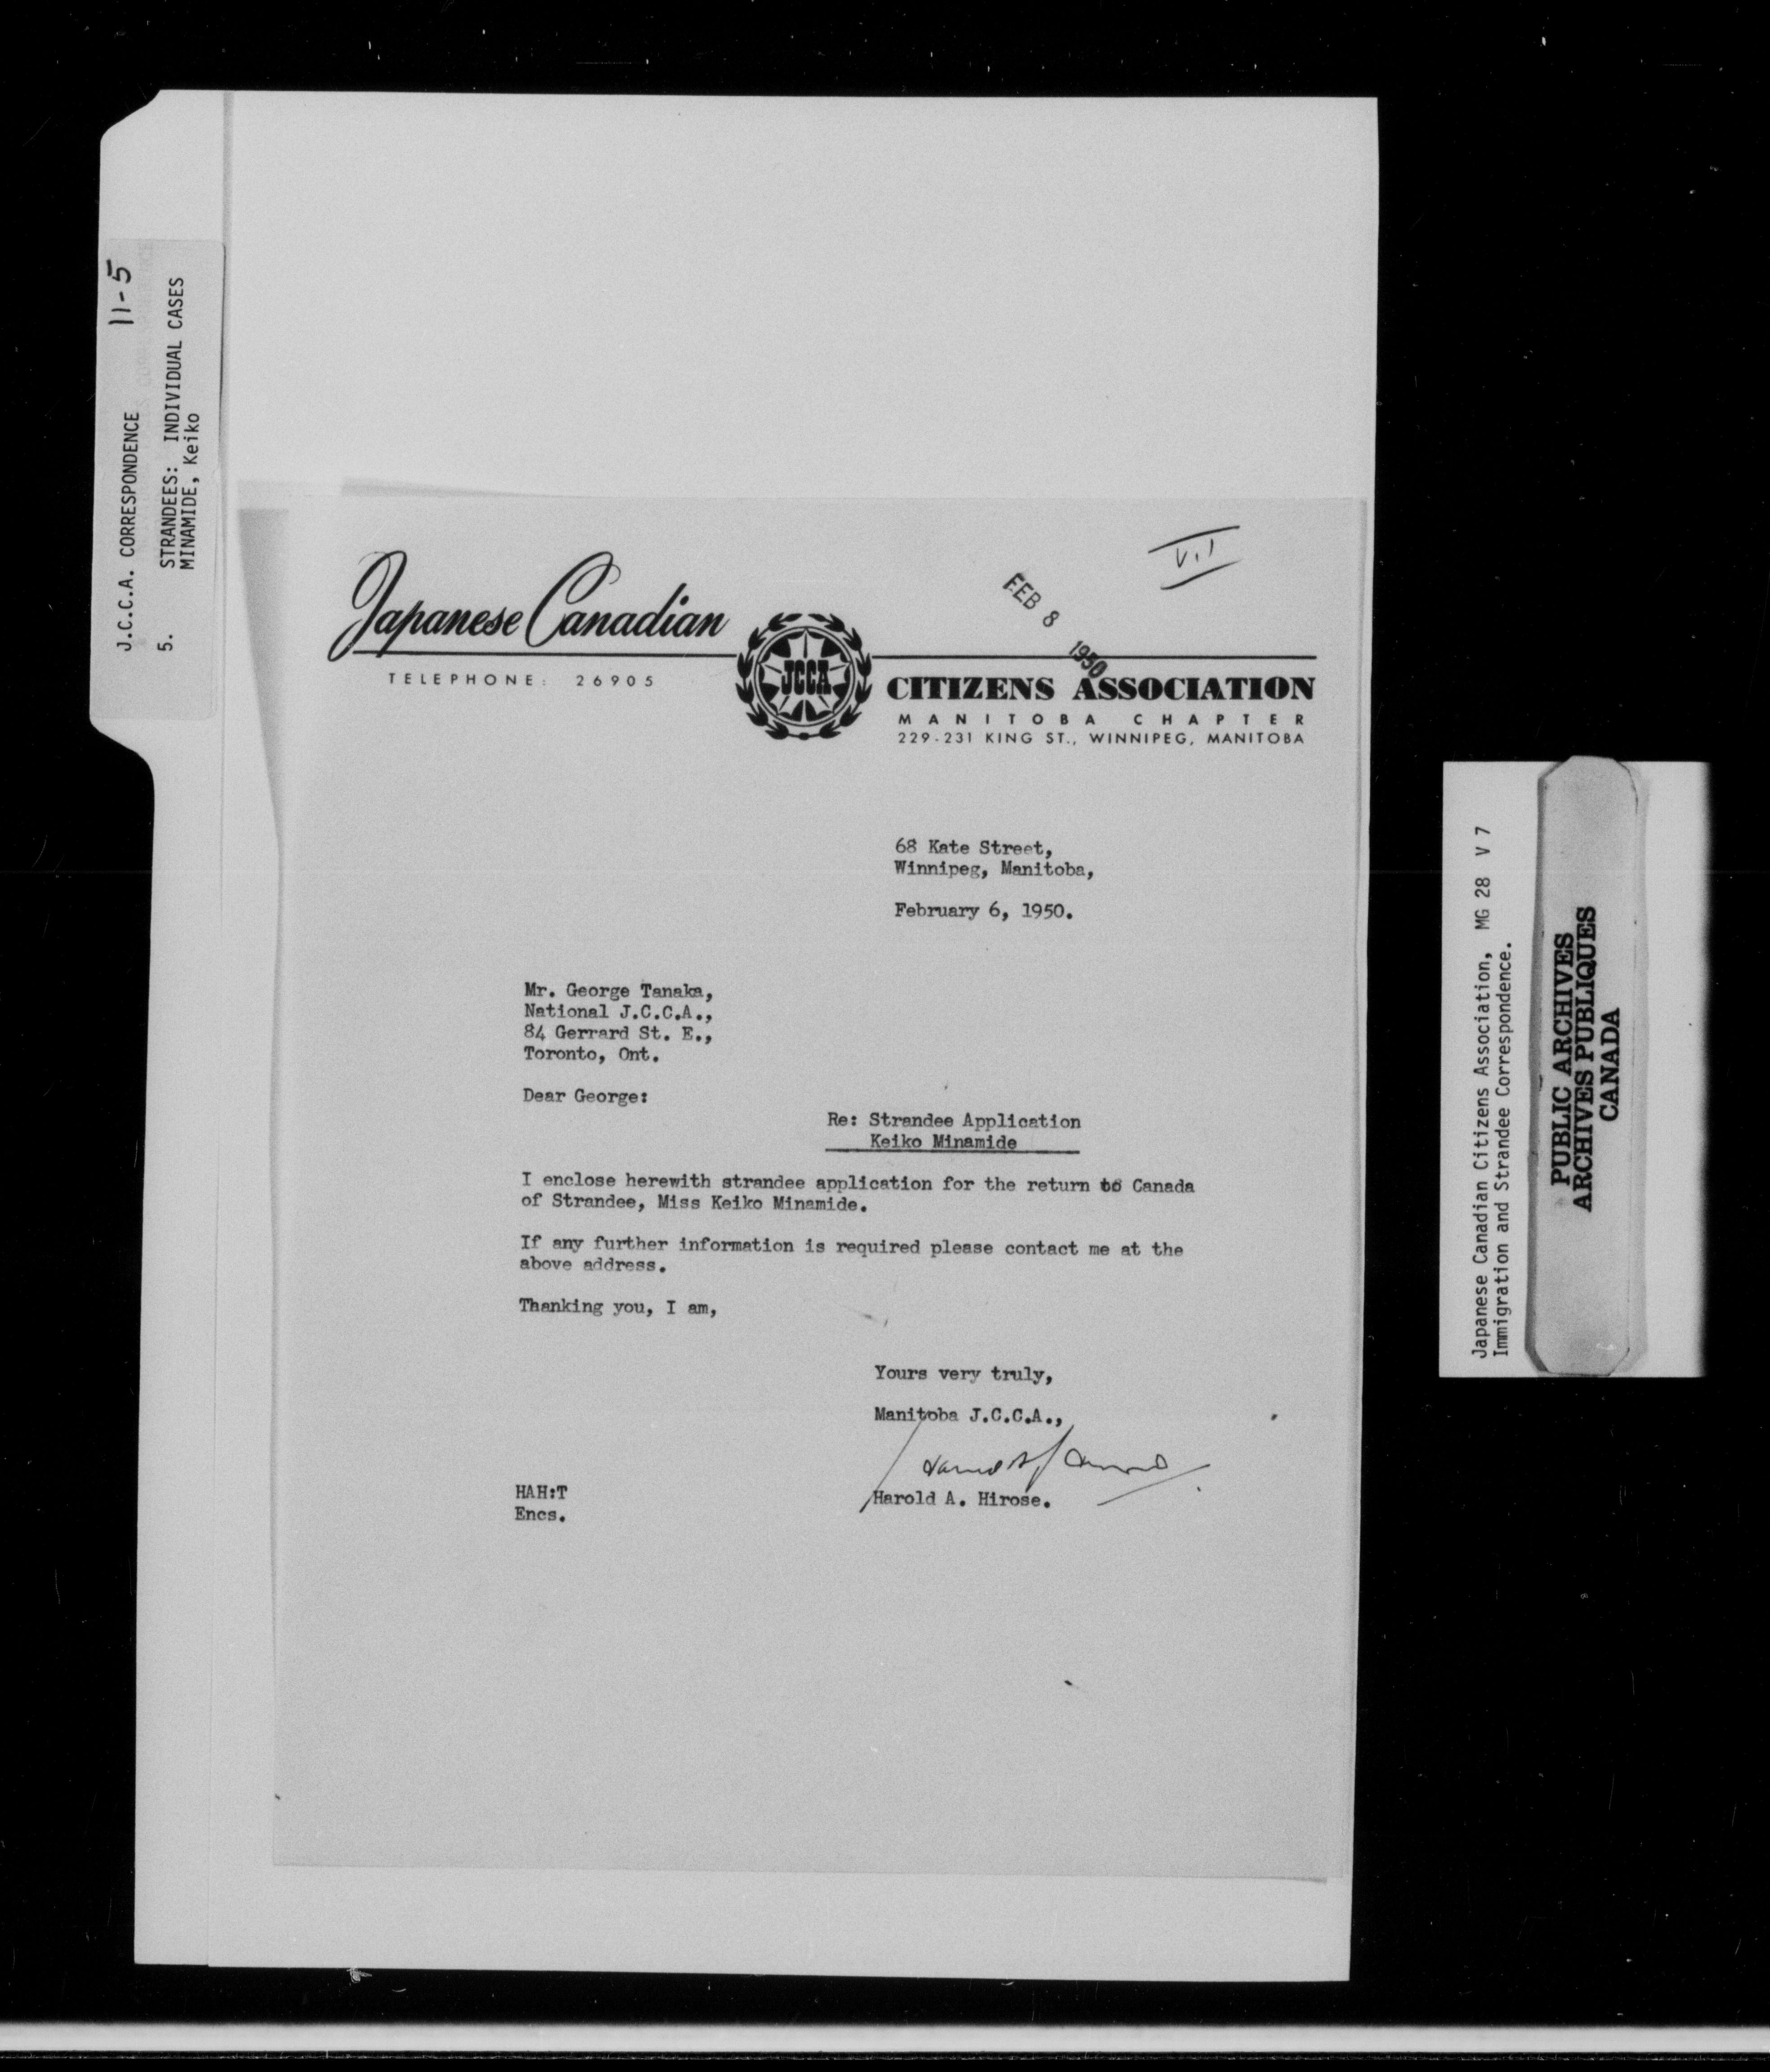 J.C.C.A. CORRESPONDENCE 11-5
5. STRANDEES: INDIVIDUAL CASES
MINAMIDE, Keiko
V.1
FEB 8 1950
Japanese Canadian
JCCA
TELEPHONE: 26905
CITIZENS ASSOCIATION
MANITOBA CHAPTER
229-231 KING ST., WINNIPEG, MANITOBA
68 Kate Street,
Winnipeg, Manitoba,
February 6, 1950.
Mr. George Tanaka,
National J.C.C.A.,
84 Gerrard St. E.,
Toronto, Ont.
Dear George:
Re: Strandee Application
Keiko Minamide
I enclose herewith strandee application for the return to Canada
of Strandee, Miss Keiko Minamide.
If any further information is required please contact me at the
above address.
Thanking you, I am,
Yours very truly,
Manitoba J.C.C.A.,
Harold A. Hirose.
HAH:T
Encs.
Japanese Canadian Citizens Association, MG 28 V 7
Immigration and Strandee Correspondence.
PUBLIC ARCHIVES
ARCHIVES PUBLIQUES
CANADA